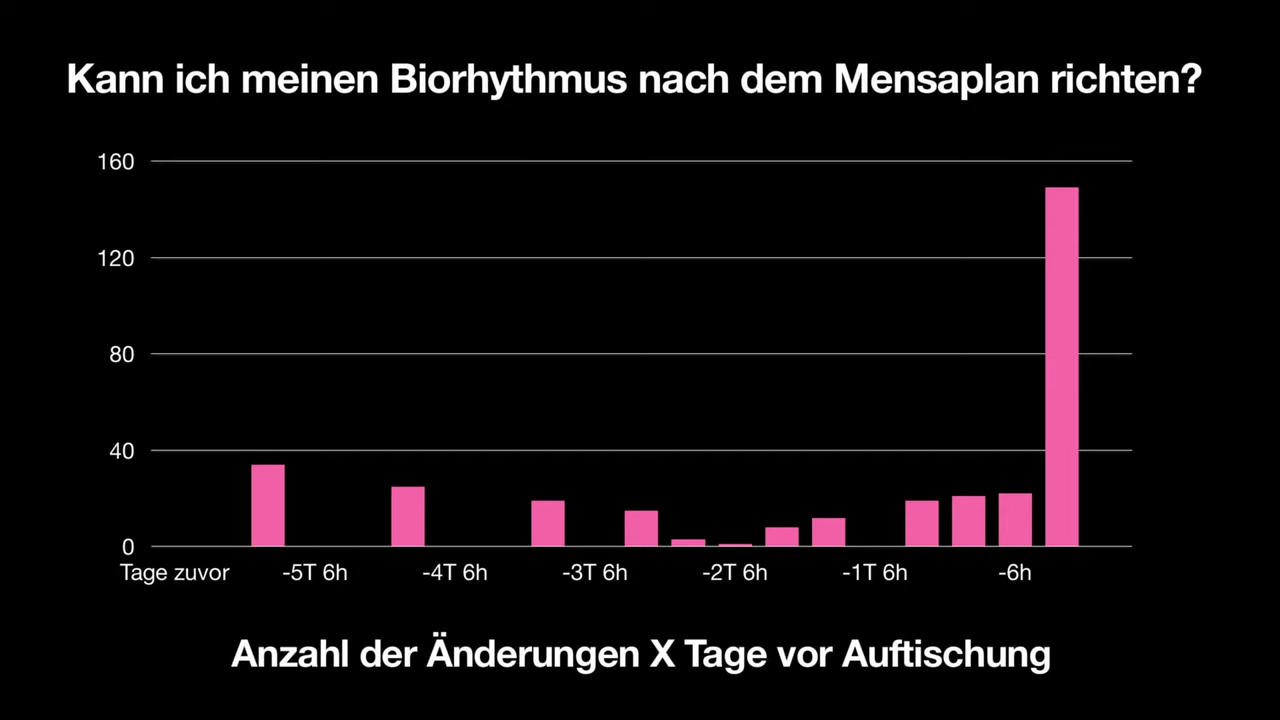 Kann ich meinen Biorhythmus nach dem Mensaplan richten?
160
120
80
40
0
Tage zuvor -5T 6h -4T 6h -3T 6h -2T 6h -1T 6h -6h
Anzahl der Änderungen X Tage vor Auftischung